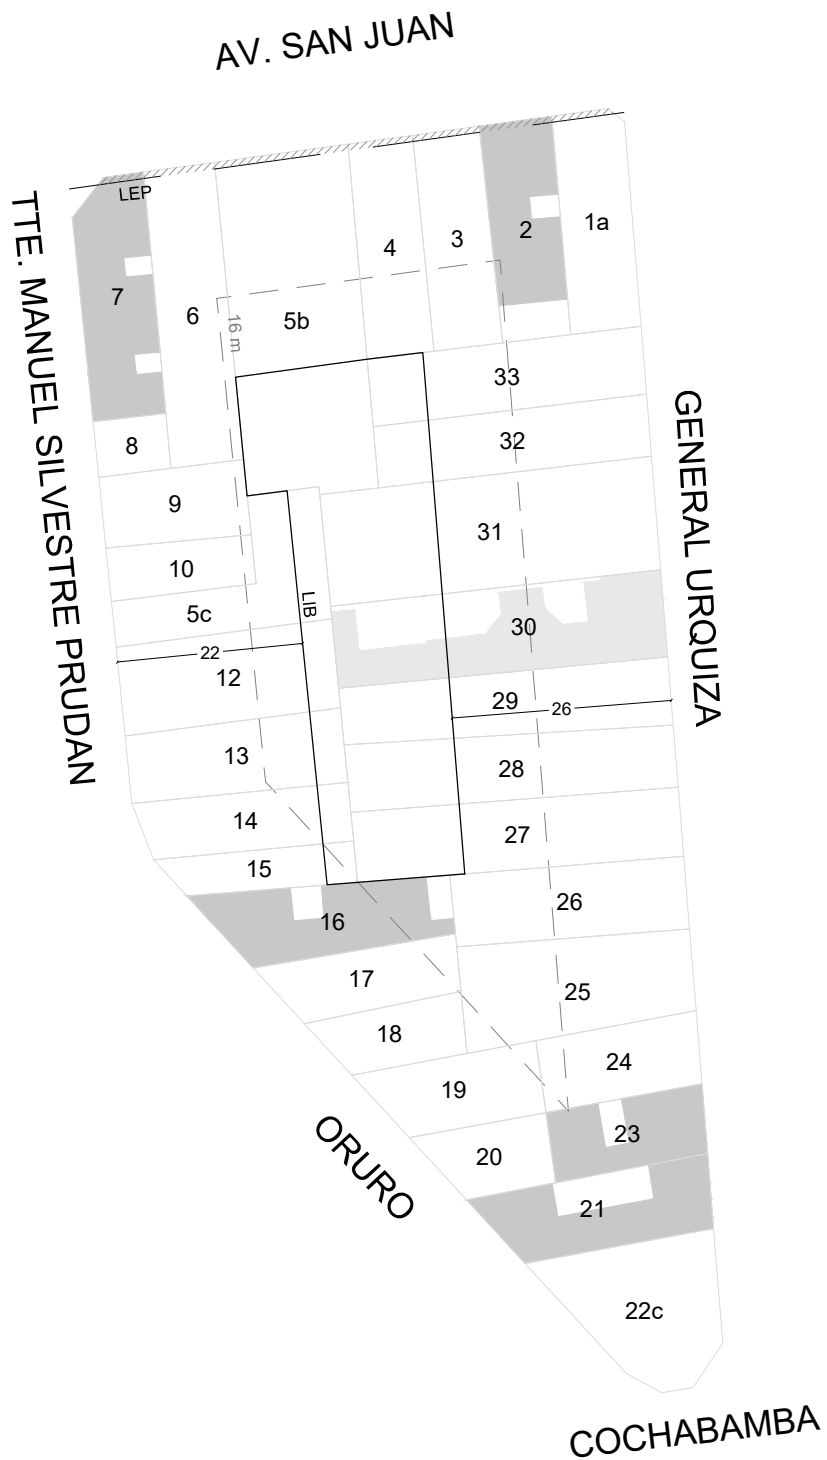 AV. SAN JUAN
LEP
TTE. MANUEL SILVESTRE PRUDAN
1a
2
3
4
7
6
16 m
5b
33
GENERAL URQUIZA
8
32
9
31
10
LIB
5c
30
22
12
29
26
13
28
14
27
15
26
16
17
25
18
24
19
ORURO
23
20
21
22c
COCHABAMBA